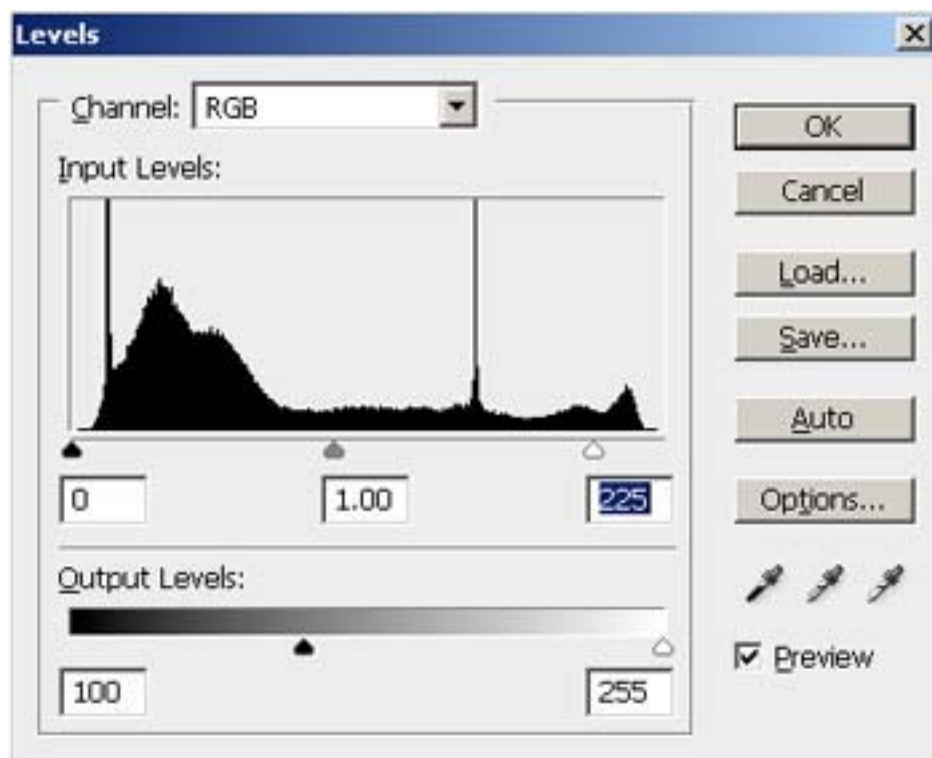 Levels
Channel: RGB
OK
Input Levels:
Cancel
Load...
Save...
Auto
0 1.00 225
Options...
Output Levels:
Preview
100 255